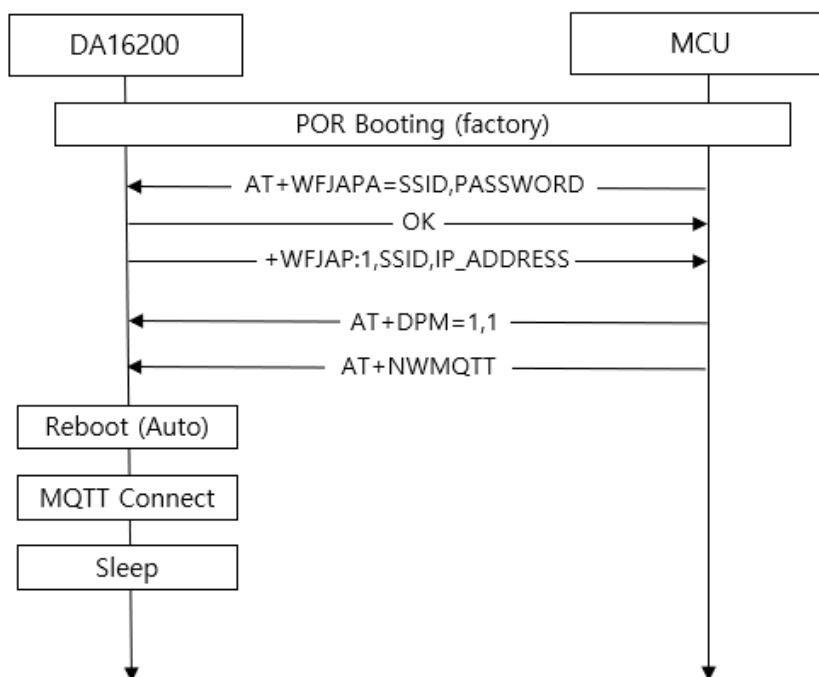 DA16200
MCU
POR Booting (factory)
AT+WFJAPA=SSID,PASSWORD
OK
+WFJAP:1,SSID,IP_ADDRESS
AT+DPM=1,1
AT+NWMQTT
Reboot (Auto)
MQTT Connect
Sleep